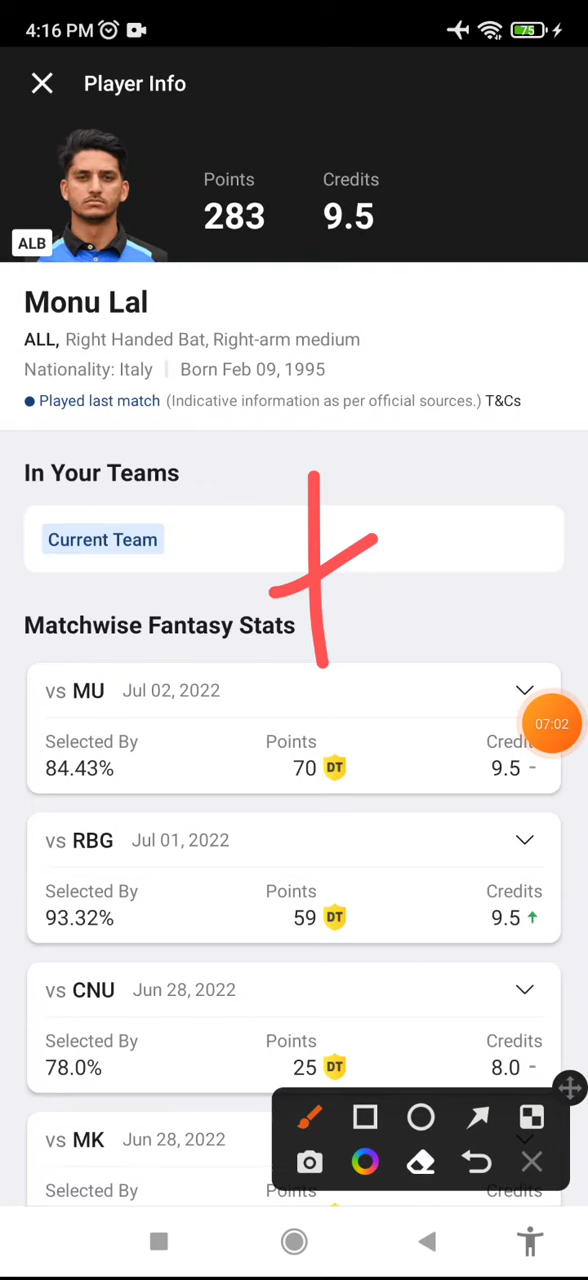 4:16 PM 75
Player Info
Points Credits
283 9.5
ALB
Monu Lal
ALL, Right Handed Bat, Right-arm medium
Nationality: Italy Born Feb 09, 1995
Played last match (Indicative information as per official sources.) T&Cs
In Your Teams
Current Team
Matchwise Fantasy Stats
vs MU Jul 02, 2022
07:02
Selected By Points
84.43% 70 DT 9.5 -
vs RBG Jul 01, 2022
Selected By Points Credits
93.32% 59 DT 9.5
vs CNU Jun 28, 2022
Selected By Points Credits
78.0% 25 DT 8.0 -
vs MK Jun 28, 2022
Selected By Points Credits